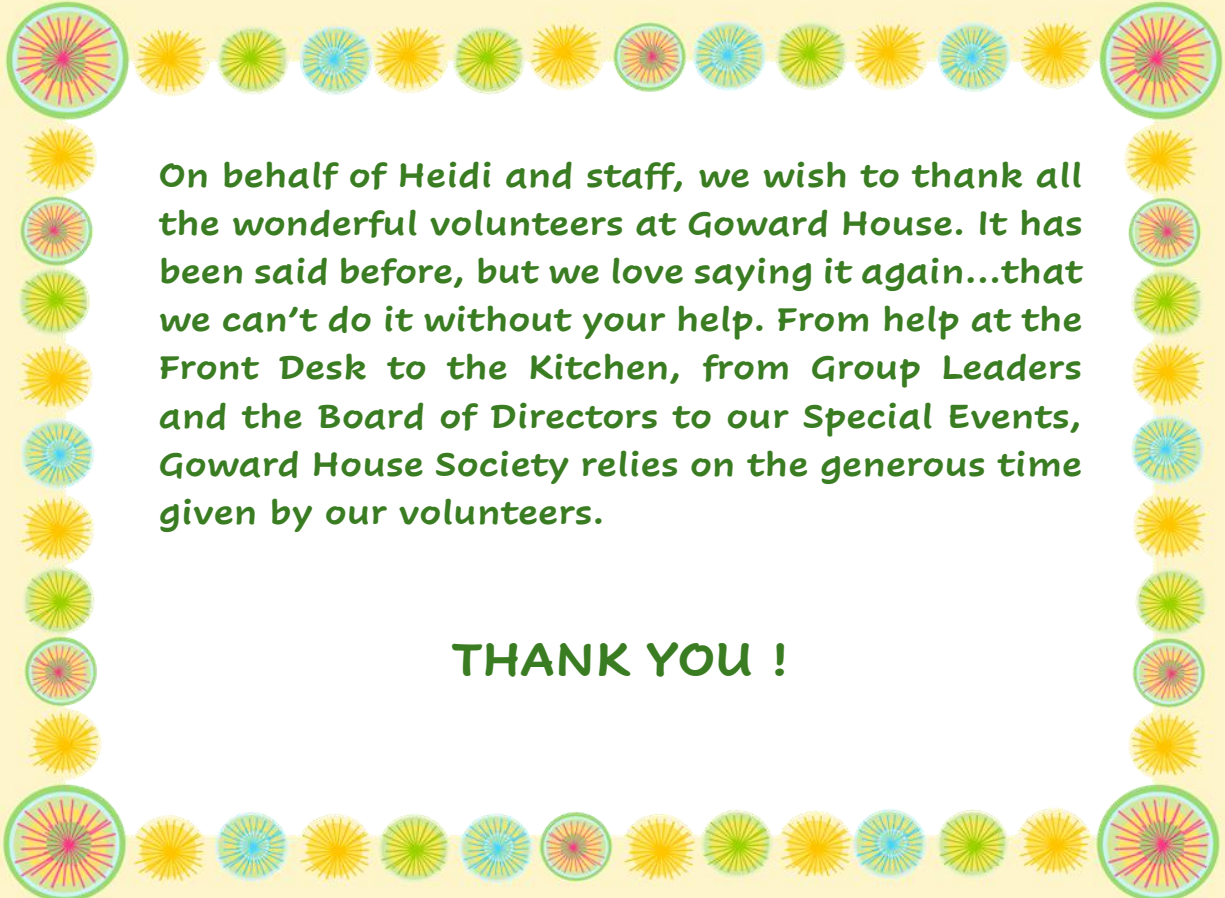 On behalf of Heidi and staff, we wish to thank all
the wonderful volunteers at Goward House. It has
been said before, but we love saying it again...that
we can’t do it without your help. From help at the
Front Desk to the Kitchen, from Group Leaders
and the Board of Directors to our Special Events,
Goward House Society relies on the generous time
given by our volunteers.
THANK YOU !